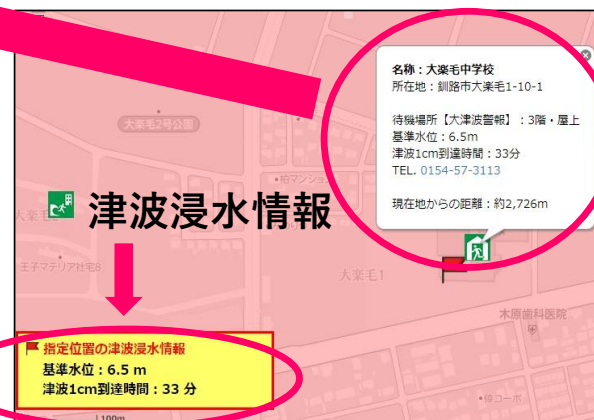 名称：大楽毛中学校
所在地：釧路市大楽毛1-10-1
待機場所【大津波警報】：3階・屋上
基準水位：6.5m
津波1cm到達時間：33分
TEL. 0154-57-3113
現在地からの距離：約2,726m
大楽毛2号公園
柏マンション
津波浸水情報
大楽毛
王子マテリア社宅B
大楽毛1
木原歯科医院
指定位置の津波浸水情報
基準水位：6.5 m
津波1cm到達時間：33 分
100m